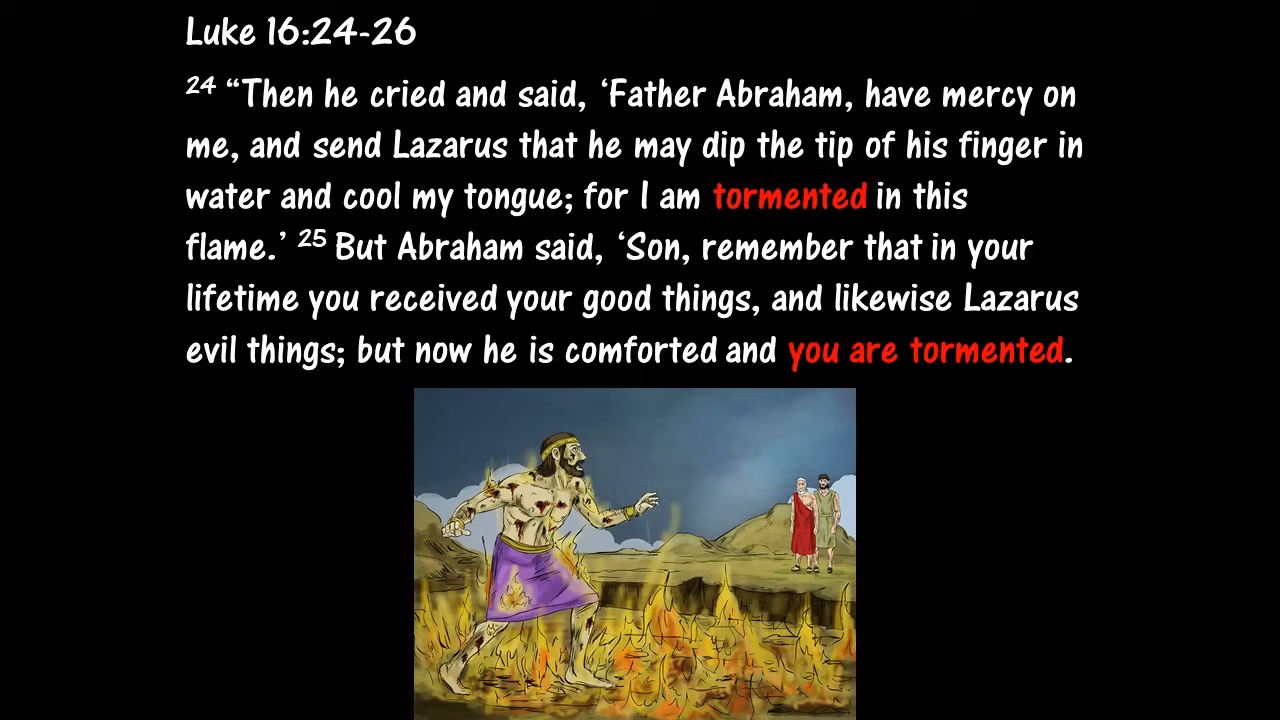 Luke 16:24-26
24 “Then he cried and said, ‘Father Abraham, have mercy on
me, and send Lazarus that he may dip the tip of his finger in
water and cool my tongue; for I am tormented in this
flame.’ 25 But Abraham said, ‘Son, remember that in your
lifetime you received your good things, and likewise Lazarus
evil things; but now he is comforted and you are tormented.